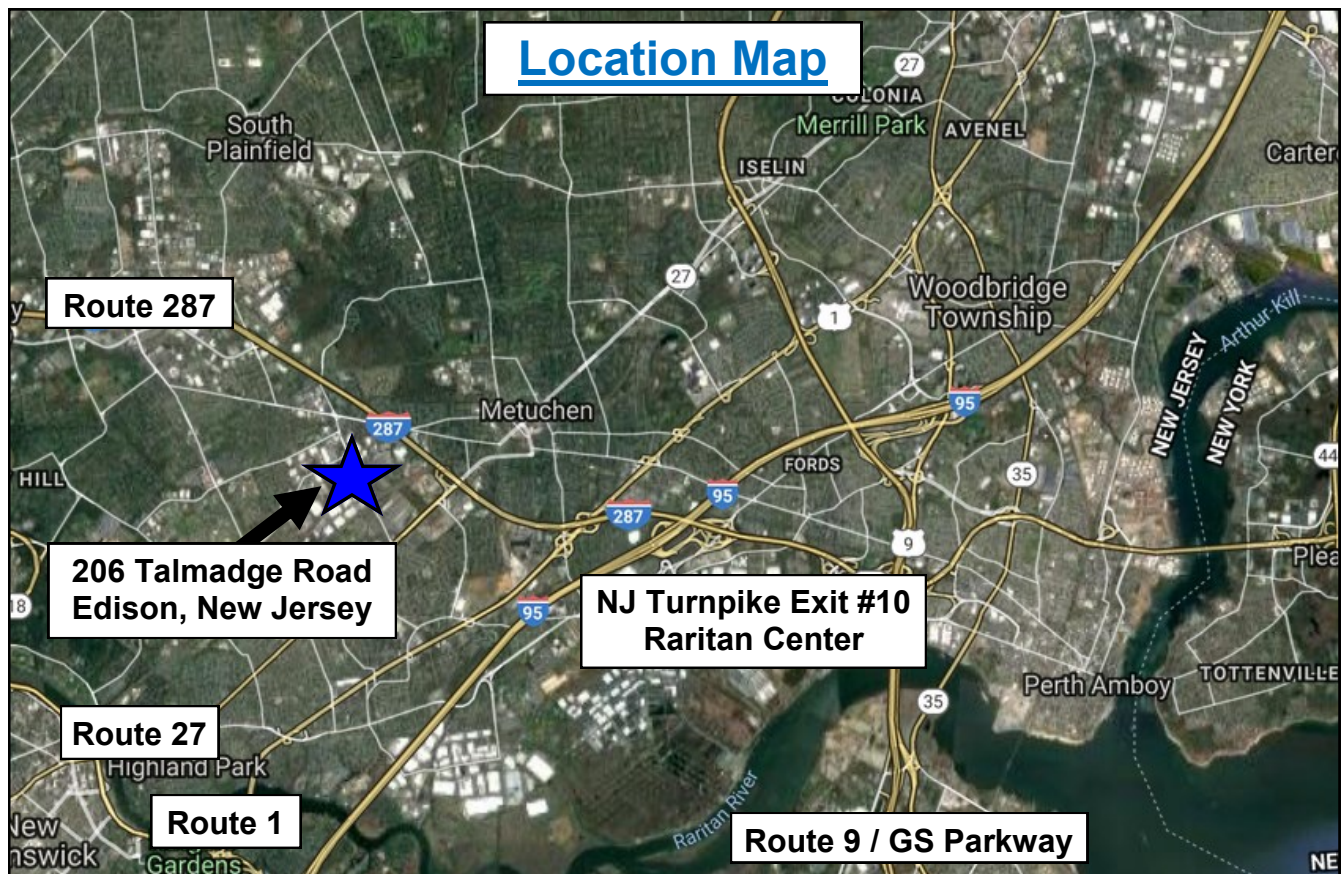 Location Map
27
COLONIA
South
Plainfield
Merrill Park
AVENEL
Carter
ISELIN
27
Route 287
y
1
Woodbridge
Township
Arthur Kill
NEW JERSEY
NEW YORK
95
Metuchen
287
44
HILL
FORDS
35
95
287
9
206 Talmadge Road
Edison, New Jersey
Plea
18
95
NJ Turnpike Exit #10
Raritan Center
TOTTENVILLE
Perth Amboy
35
Route 27
Highland Park
Raritan River
Route 1
New
nswick
Gardens
Route 9 / GS Parkway
NE